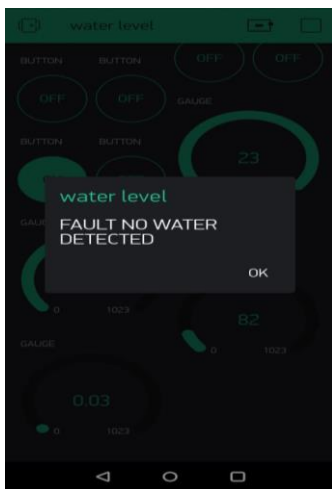 water level
BUTTON
BUTTON
OFF
OFF
OFF
OFF
GAUGE
BUTTON
BUTTON
23
water level
FAULT NO WATER
DETECTED
OK
0
1023
82
0
1023
GAUGE
0.03
0
1023